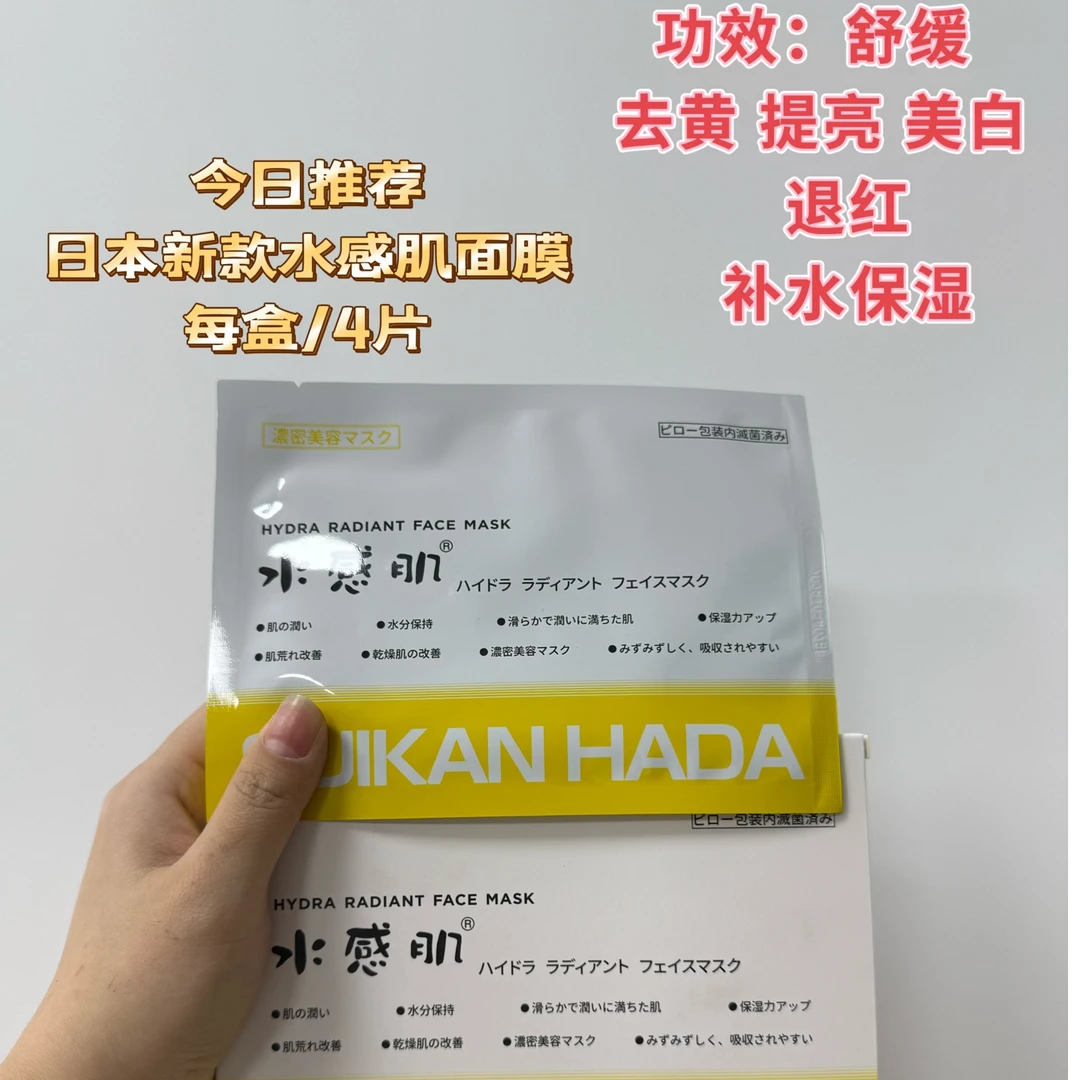 功效：舒缓
去黄 提亮 美白
退红
补水保湿
今日推荐
日本新款水感肌面膜
每盒/4片
濃密美容マスク
ピロー包装内滅菌済み
HYDRA RADIANT FACE MASK
水感肌® ハイドラ ラディアント フェイスマスク
●肌の潤い ●水分保持 ●滑らかで潤いに満ちた肌 ●保湿力アップ
●肌荒れ改善 ●乾燥肌の改善 ●濃密美容マスク ●みずみずしく、吸収されやすい
UIKAN HADA
ピロー包装内滅菌済み
HYDRA RADIANT FACE MASK
水感肌® ハイドラ ラディアント フェイスマスク
●肌の潤い ●水分保持 ●滑らかで潤いに満ちた肌 ●保湿力アップ
●肌荒れ改善 ●乾燥肌の改善 ●濃密美容マスク ●みずみずしく、吸収されやすい